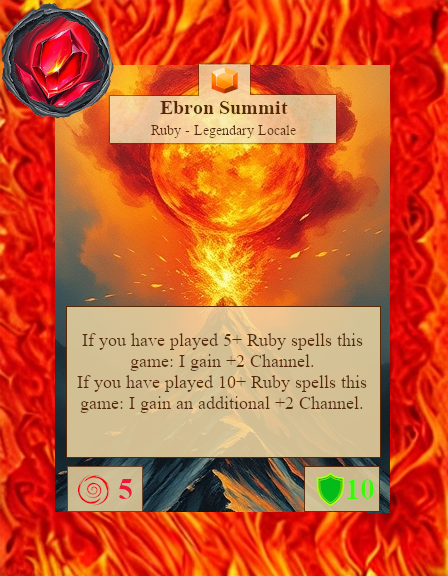 Ebron Summit
Ruby - Legendary Locale
If you have played 5+ Ruby spells this
game: I gain +2 Channel.
If you have played 10+ Ruby spells this
game: I gain an additional +2 Channel.
5
10